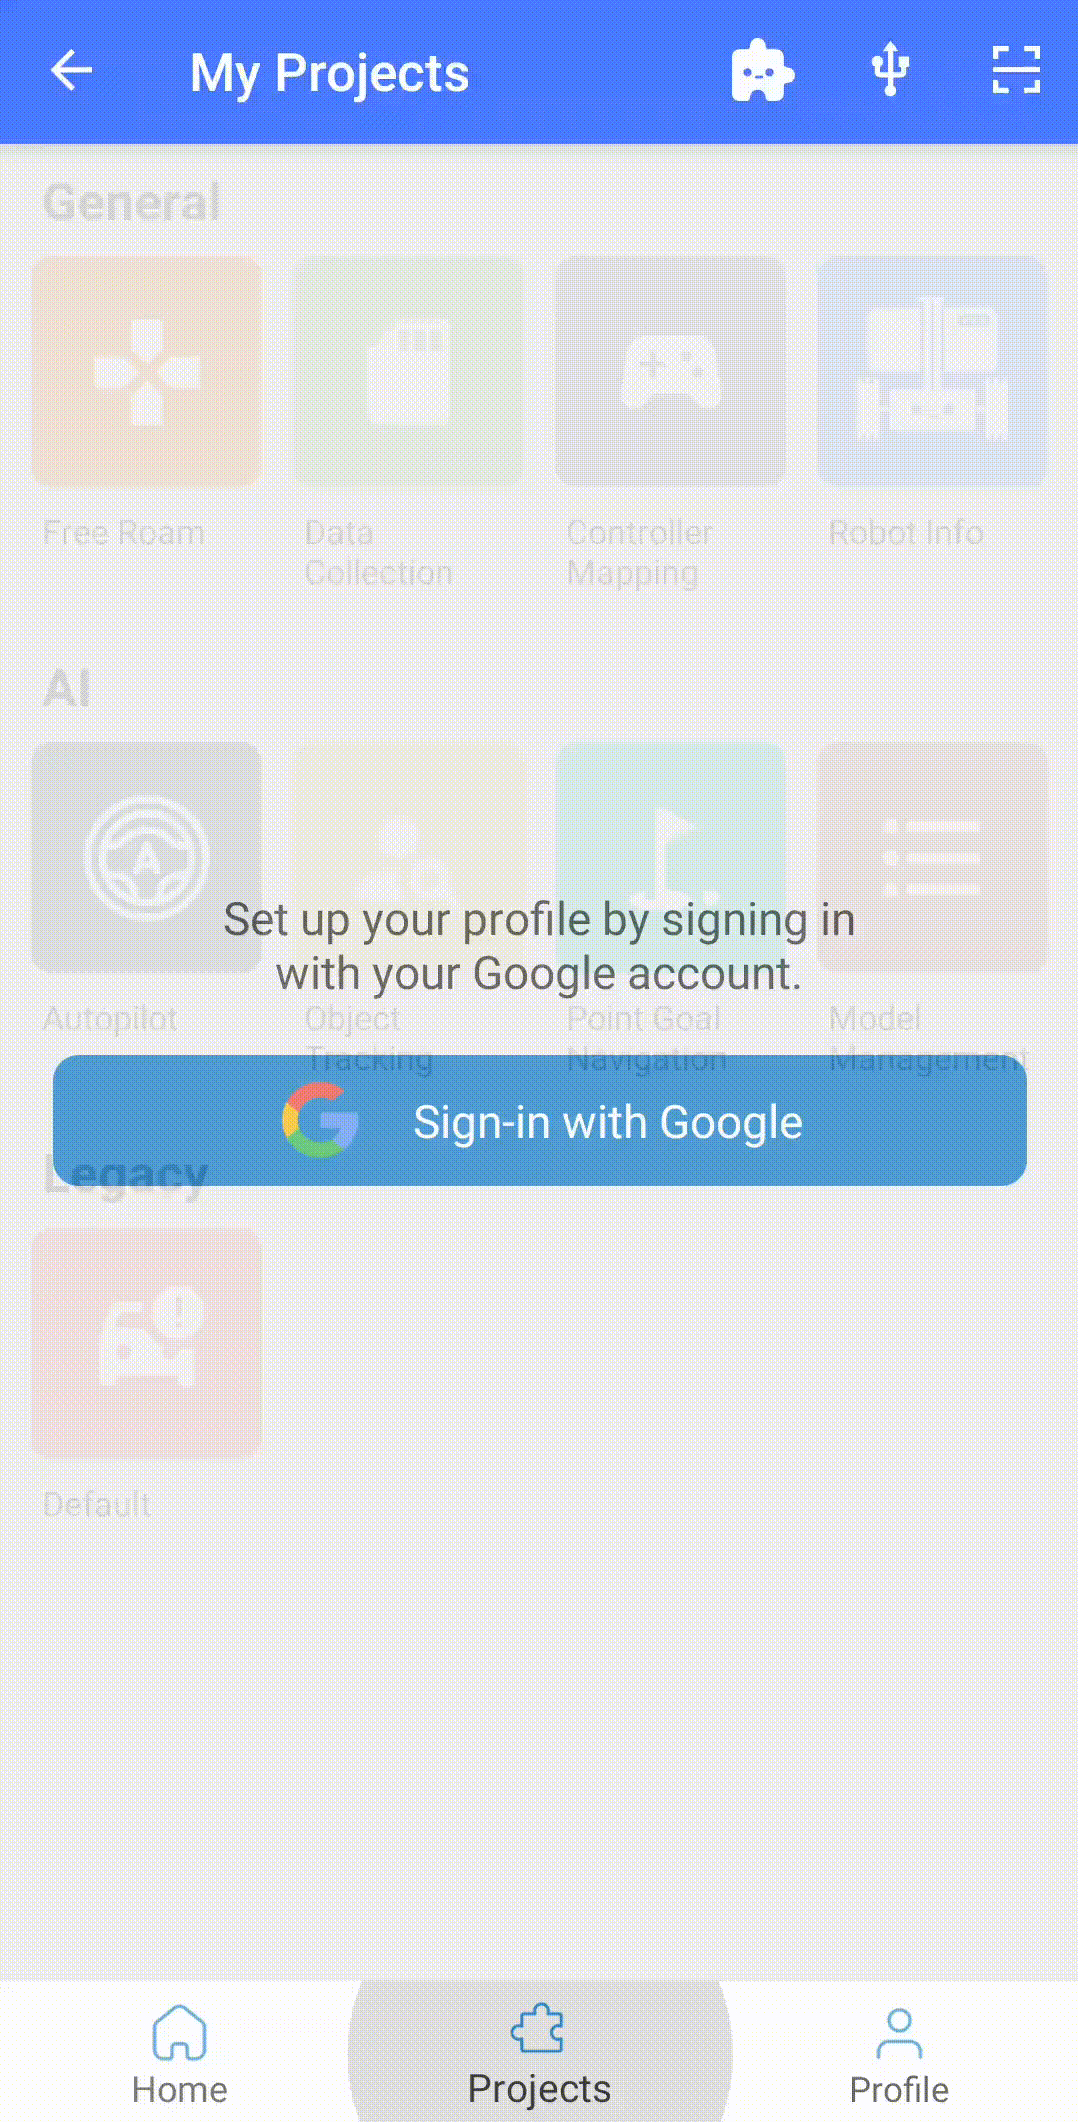 My Projects
General
Free Roam
Data
Collection
Controller
Mapping
Robot Info
AI
A
Set up your profile by signing in
with your Google account.
Autopilot
Object
Tracking
Point Goal
Navigation
Model
Management
Sign-in with Google
Legacy
Default
Home
Projects
Profile